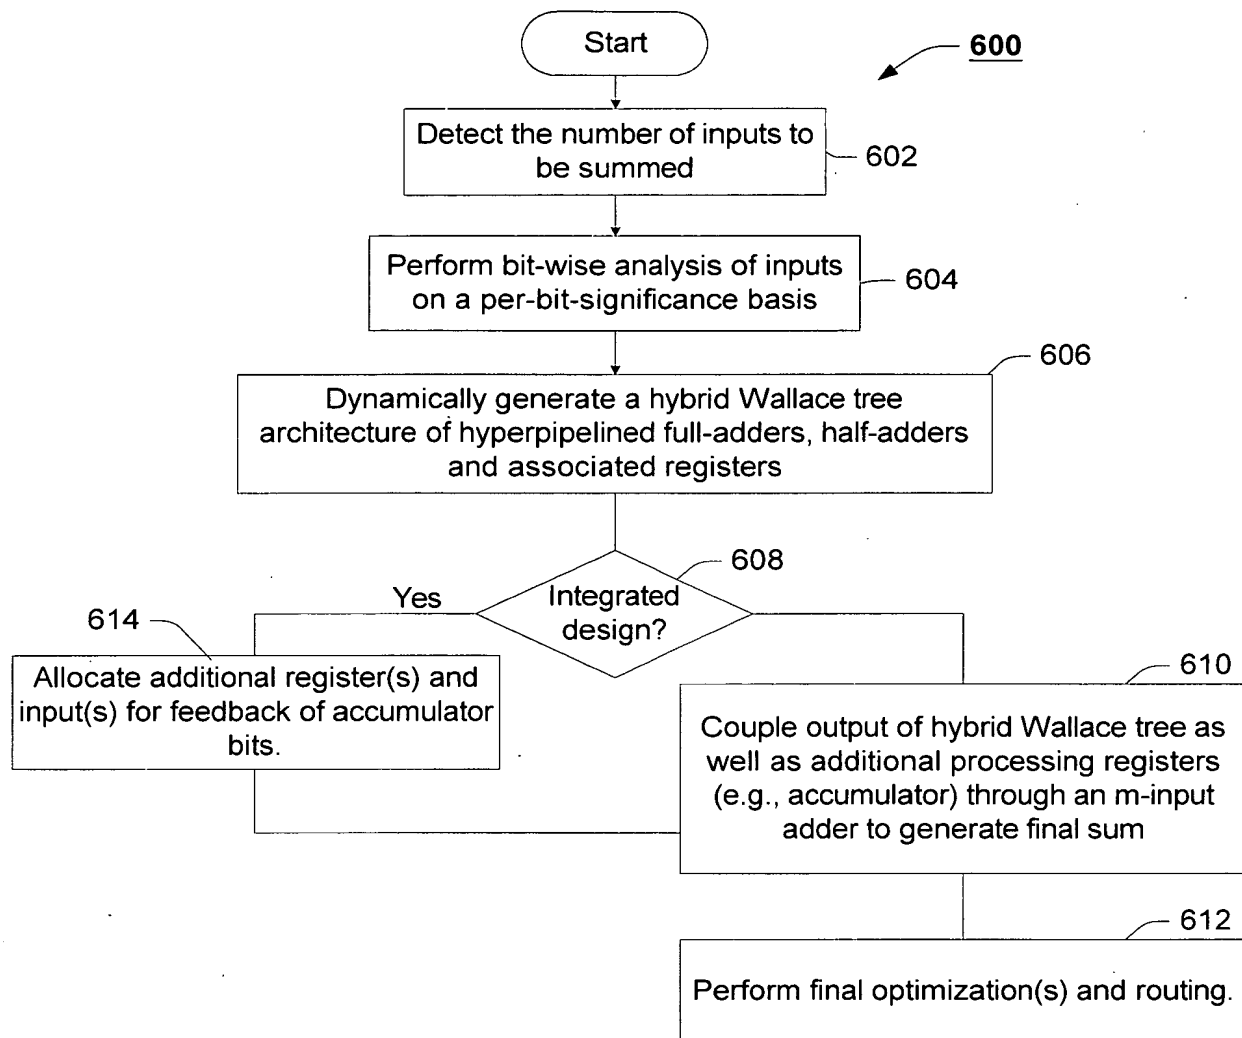 Start
600
Detect the number of inputs to
be summed
602
Perform bit-wise analysis of inputs
on a per-bit-significance basis
604
606
Dynamically generate a hybrid Wallace tree
architecture of hyperpipelined full-adders, half-adders
and associated registers
608
Yes
Integrated
design?
614
Allocate additional register(s) and
input(s) for feedback of accumulator
bits.
610
Couple output of hybrid Wallace tree as
well as additional processing registers
(e.g., accumulator) through an m-input
adder to generate final sum
612
Perform final optimization(s) and routing.